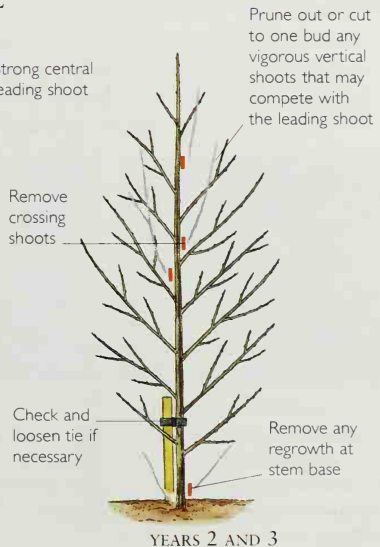 Prune out or cut
to one bud any
vigorous vertical
shoots that may
compete with
the leading shoot
strong central
leading shoot
Remove
crossing
shoots
Check and
loosen tie if
necessary
Remove any
regrowth at
stem base
YEARS 2 AND 3